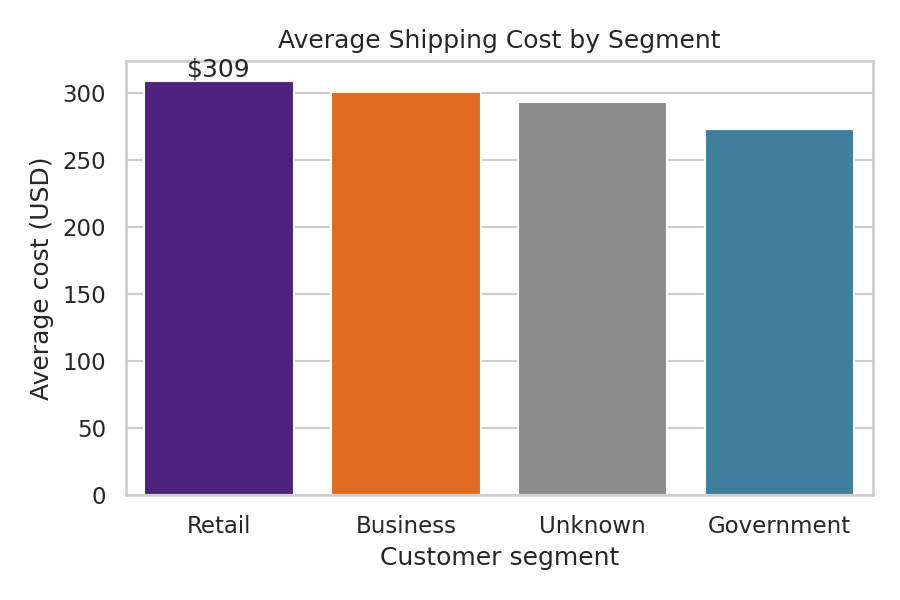 Average Shipping Cost by Segment
$309
Average cost (USD)
300
250
200
150
100
50
0
Retail
Business
Unknown
Government
Customer segment